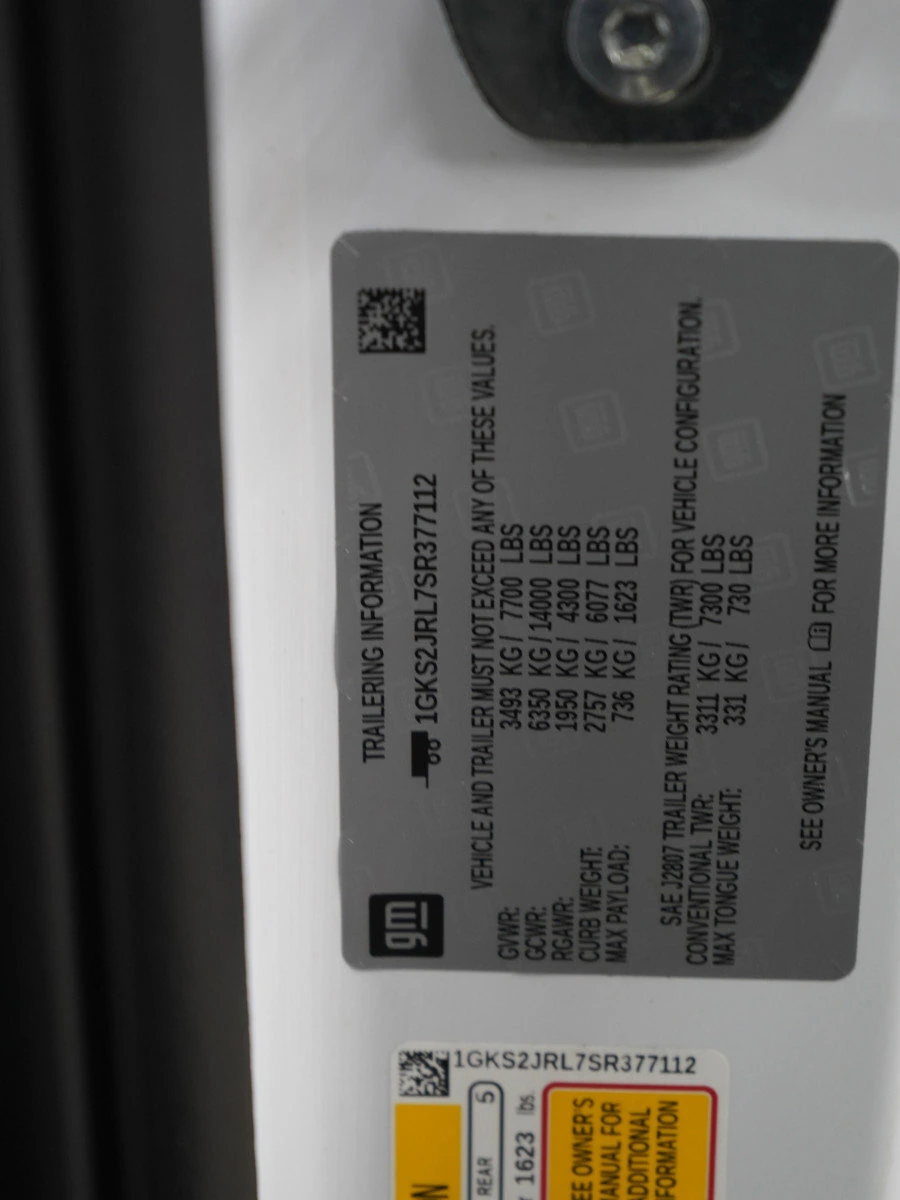 gm
TRAILERING INFORMATION
1GKS2JRL7SR377112
VEHICLE AND TRAILER MUST NOT EXCEED ANY OF THESE VALUES.
GVWR: 3493 KG / 7700 LBS
GCWR: 6350 KG / 14000 LBS
RGAWR: 1950 KG / 4300 LBS
CURB WEIGHT: 2757 KG / 6077 LBS
MAX PAYLOAD: 736 KG / 1623 LBS
SAE J2807 TRAILER WEIGHT RATING (TWR) FOR VEHICLE CONFIGURATION.
CONVENTIONAL TWR: 3311 KG / 7300 LBS
MAX TONGUE WEIGHT: 331 KG / 730 LBS
SEE OWNER'S MANUAL FOR MORE INFORMATION
1GKS2JRL7SR377112
N
REAR 5
1623 lbs.
EE OWNER'S
ANUAL FOR
ADDITIONAL
FORMATION